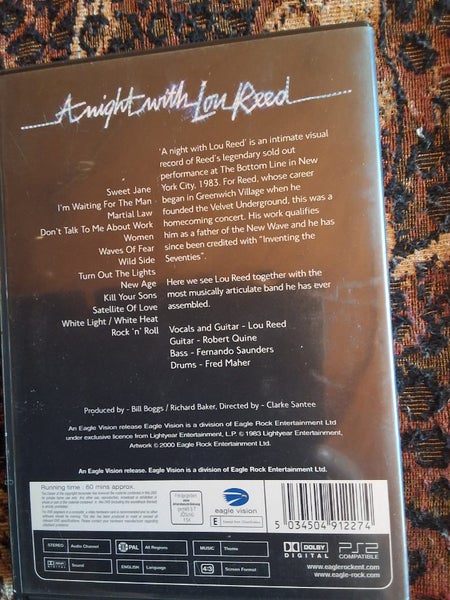 A night with Lou Reed
Sweet Jane
I'm Waiting For The Man
Martial Law
Don't Talk To Me About Work
Women
Waves Of Fear
Wild Side
Turn Out The Lights
New Age
Kill Your Sons
Satellite Of Love
White Light / White Heat
Rock 'n' Roll
'A night with Lou Reed' is an intimate visual
record of Reed's legendary sold out
performance at The Bottom Line in New
York City, 1983. For Reed, whose career
began in Greenwich Village when he
founded the Velvet Underground, this was a
homecoming concert. His work qualifies
him as a father of the New Wave and he has
since been credited with "Inventing the
Seventies".
Here we see Lou Reed together with the
most musically articulate band he has ever
assembled.
Vocals and Guitar - Lou Reed
Guitar - Robert Quine
Bass - Fernando Saunders
Drums - Fred Maher
Produced by - Bill Boggs / Richard Baker, Directed by - Clarke Santee
An Eagle Vision release Eagle Vision is a division of Eagle Rock Entertainment Ltd
under exclusive licence from Lightyear Entertainment, L.P. © 1983 Lightyear Entertainment,
Artwork © 2000 Eagle Rock Entertainment Ltd.
An Eagle Vision release. Eagle Vision is a division of Eagle Rock Entertainment Ltd.
Running time : 60 mins approx.
eagle vision
E
5 034504 912274
STEREO Audio Channel
PAL All Regions
MUSIC Theme
DOLBY DIGITAL Sound
ENGLISH Language
4:3 Screen Format
DOLBY
DIGITAL
PS2
COMPATIBLE
www.eaglerockent.com
www.eagle-rock.com